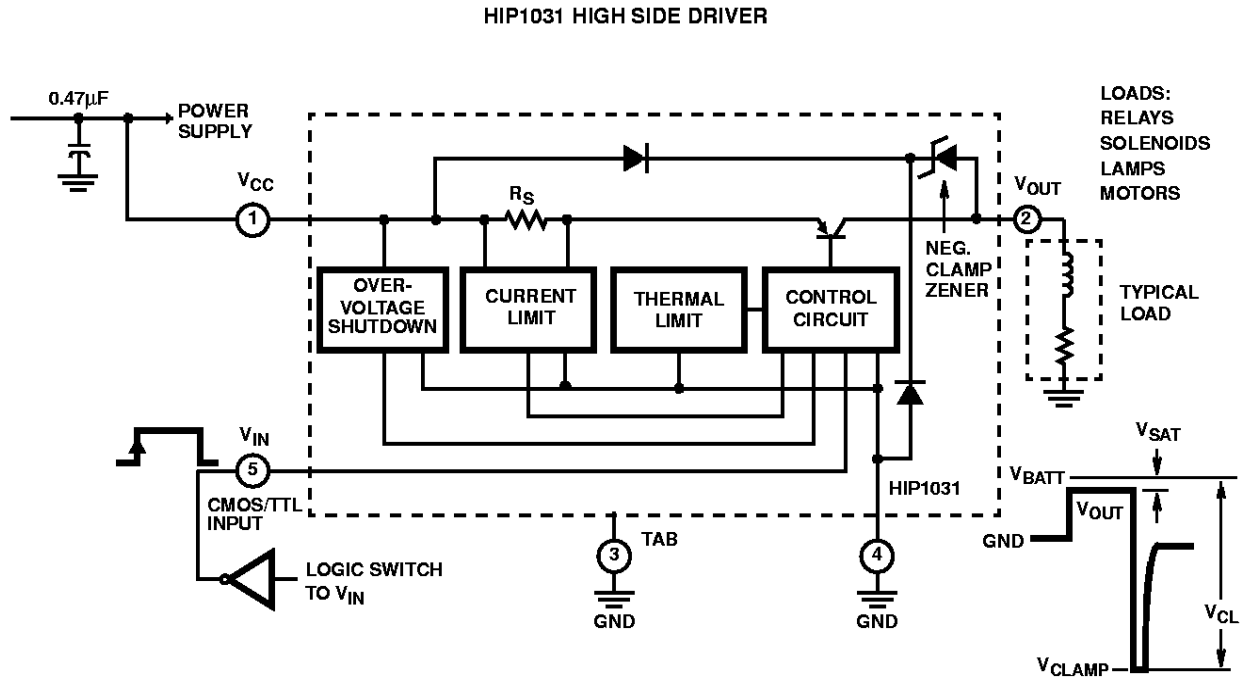 HIP1031 HIGH SIDE DRIVER
0.47µF
POWER
SUPPLY
LOADS:
RELAYS
SOLENOIDS
LAMPS
MOTORS
VCC
1
RS
VOUT
2
NEG.
CLAMP
ZENER
OVER-
VOLTAGE
SHUTDOWN
CURRENT
LIMIT
THERMAL
LIMIT
CONTROL
CIRCUIT
TYPICAL
LOAD
VIN
5
CMOS/TTL
INPUT
HIP1031
LOGIC SWITCH
TO VIN
3
TAB
GND
4
GND
VSAT
VBATT
VOUT
GND
VCL
VCLAMP